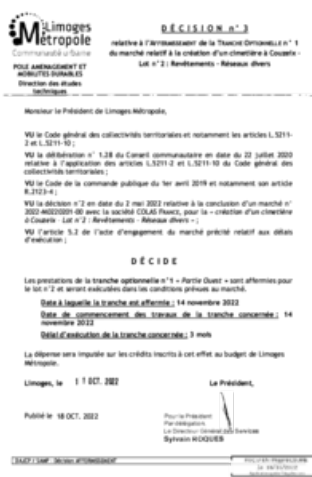 Limoges
Métropole
Communauté urbaine
POLE AMENAGEMENT ET
MOBILITES DURABLES
Direction des études
techniques
DÉCISION n° 3
relative à l'AFFERMISSEMENT de la TRANCHE OPTIONNELLE n° 1
du marché relatif à la création d'un cimetière à Couzeix -
Lot n° 2 : Revêtements - Réseaux divers
Monsieur le Président de Limoges Métropole,
VU le Code général des collectivités territoriales et notamment les articles L.5211-
2 et L.5211-10 ;
VU la délibération n° 1.28 du Conseil communautaire en date du 22 juillet 2020
relative à l'application des articles L.5211-2 et L.5211-10 du Code général des
collectivités territoriales ;
VU le Code de la commande publique du 1er avril 2019 et notamment son article
R.2123-4 ;
VU la décision n°2 en date du 2 mai 2022 relative à la conclusion d'un marché n°
2022-M0220201-00 avec la société COLAS FRANCE, pour la « création d'un cimetière
à Couzeix - Lot n°2 : Revêtements - Réseaux divers » ;
VU l'article 5.2 de l'acte d'engagement du marché précité relatif aux délais
d'exécution ;
DÉCIDE
Les prestations de la tranche optionnelle n°1 « Partie Ouest » sont affermies pour
le lot n°2 et seront exécutées dans les conditions prévues au marché.
Date à laquelle la tranche est affermie : 14 novembre 2022
Date de commencement des travaux de la tranche concernée : 14
novembre 2022
Délai d'exécution de la tranche concernée : 3 mois
La dépense sera imputée sur les crédits inscrits à cet effet au budget de Limoges
Métropole.
Limoges, le 11 OCT. 2022
Le Président,
Publié le 18 OCT. 2022
Pour le Président
Par délégation,
Le Directeur Général des Services
Sylvain ROQUES
DAJCP / SAMP Décision AFFERMISSEMENT